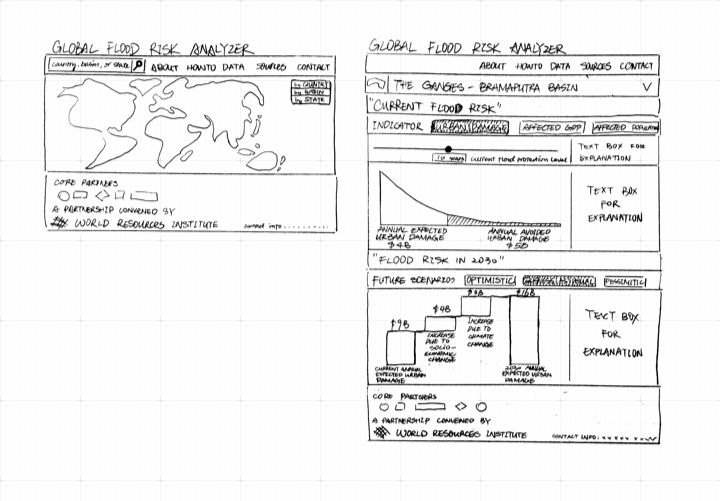 GLOBAL FLOOD RISK ANALYZER
country, basin, or state ABOUT HOWTO DATA SOURCES CONTACT
by COUNTRY
by BASIN
by STATE
CORE PARTNERS
A PARTNERSHIP CONVENED BY
WORLD RESOURCES INSTITUTE contact info
GLOBAL FLOOD RISK ANALYZER
ABOUT HOWTO DATA SOURCES CONTACT
THE GANGES - BRAHMAPUTRA BASIN
"CURRENT FLOOD RISK"
INDICATOR URBAN DAMAGE AFFECTED GDP AFFECTED POPULATION
10 years current flood protection level
TEXT BOX FOR
EXPLANATION
TEXT BOX
FOR
EXPLANATION
ANNUAL EXPECTED
URBAN DAMAGE
$4B
ANNUAL AVOIDED
URBAN DAMAGE
$5B
"FLOOD RISK IN 2030"
FUTURE SCENARIOS OPTIMISTIC PESSIMISTIC
$9B
$4B
$16B
INCREASE
DUE TO
SOCIO-
ECONOMIC
CHANGE
INCREASE
DUE TO
CLIMATE
CHANGE
CURRENT ANNUAL
EXPECTED URBAN
DAMAGE
2030 ANNUAL
EXPECTED URBAN
DAMAGE
TEXT BOX
FOR
EXPLANATION
CORE PARTNERS
A PARTNERSHIP CONVENED BY
WORLD RESOURCES INSTITUTE CONTACT INFO: